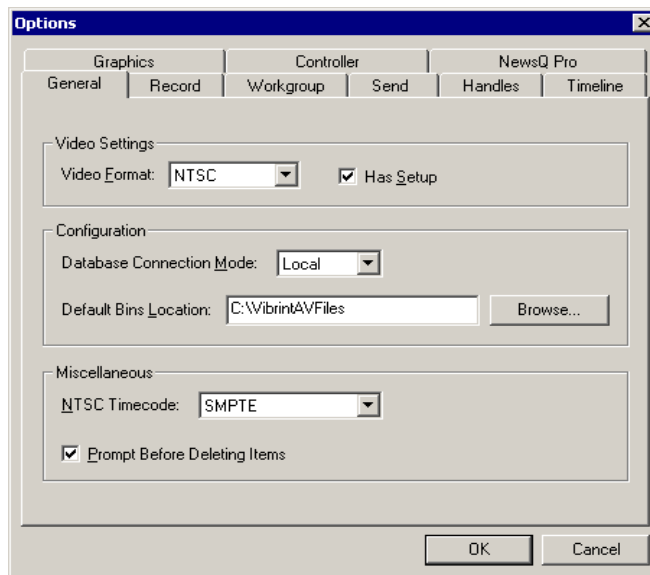 Options
Graphics Controller NewsQ Pro
General Record Workgroup Send Handles Timeline
Video Settings
Video Format: NTSC Has Setup
Configuration
Database Connection Mode: Local
Default Bins Location: C:\VibrintAVFiles Browse...
Miscellaneous
NTSC Timecode: SMPTE
Prompt Before Deleting Items
OK Cancel